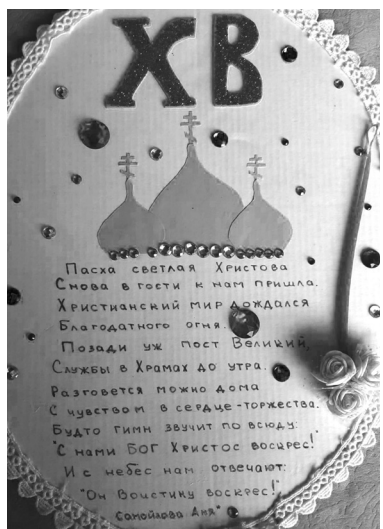 ХВ
Пасха светлая Христова
Снова в гости к нам пришла.
Христианский мир дождался
Благодатного огня.
Позади уж пост Великий,
Службы в Храмах до утра.
Разговется можно дома
С чувством в сердце-торжества.
Будто гимн звучит по всюду:
"С нами БОГ Христос воскрес!"
И с небес нам отвечают:
"Он Воистину воскрес!"
Самойлова Аня"